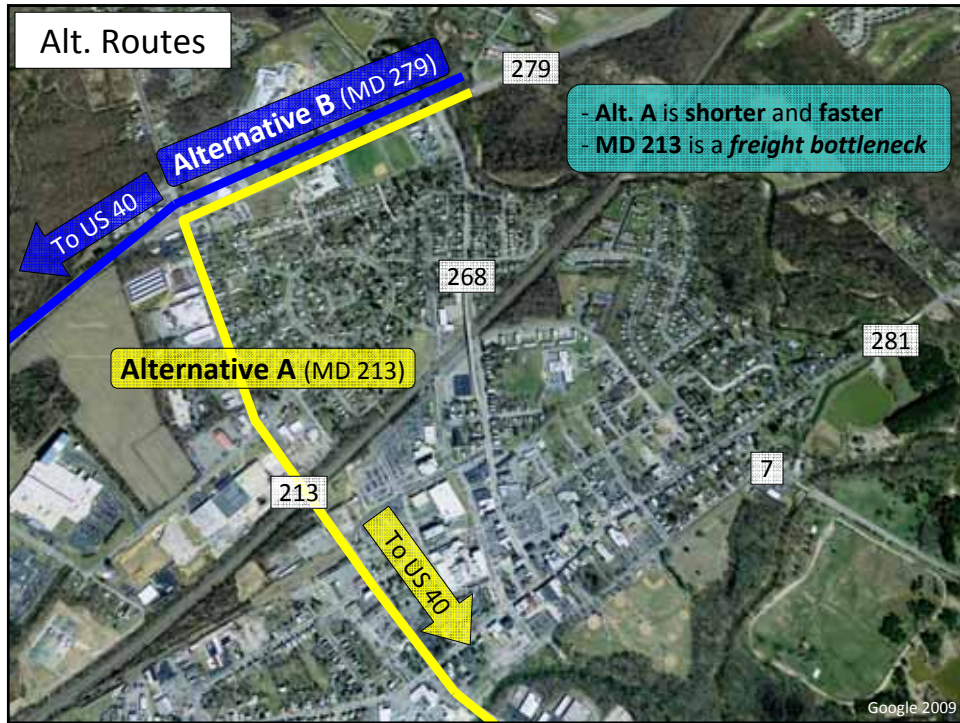 Alt. Routes
279
Alternative B (MD 279)
- Alt. A is shorter and faster
- MD 213 is a freight bottleneck
To US 40
268
281
Alternative A (MD 213)
7
213
To US 40
Google 2009